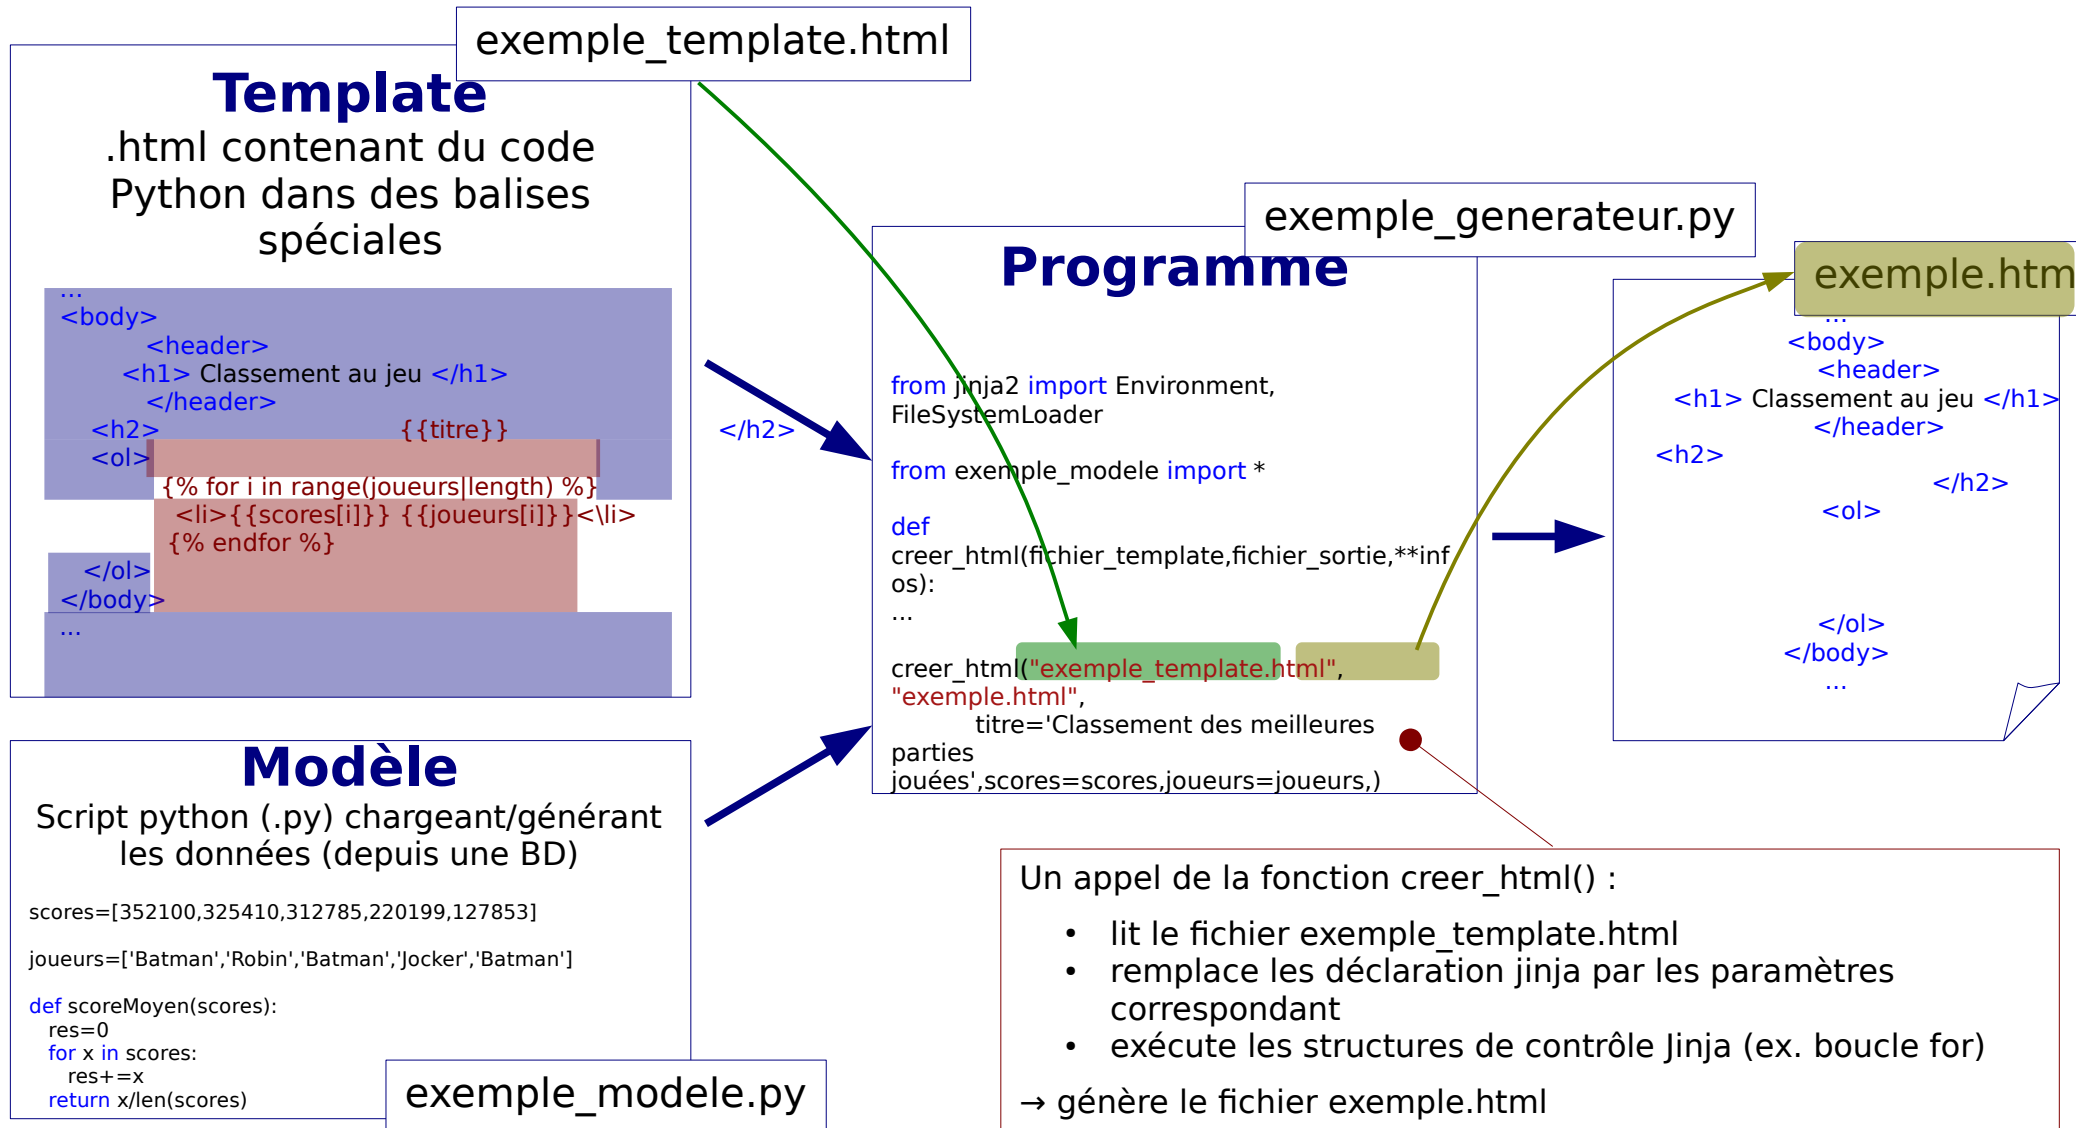 exemple_template.html
Template
.html contenant du code
Python dans des balises
spéciales
...
<body>
<header>
<h1> Classement au jeu </h1>
</header>
<h2> {{titre}} </h2>
<ol>
{% for i in range(joueurs|length) %}
<li>{{scores[i]}} {{joueurs[i]}}<\li>
{% endfor %}
</ol>
</body>
...
Modèle
Script python (.py) chargeant/générant
les données (depuis une BD)
scores=[352100,325410,312785,220199,127853]
joueurs=['Batman','Robin','Batman','Jocker','Batman']
def scoreMoyen(scores):
res=0
for x in scores:
res+=x
return x/len(scores)
exemple_modele.py
exemple_generateur.py
Programme
from jinja2 import Environment,
FileSystemLoader
from exemple_modele import *
def
creer_html(fichier_template,fichier_sortie,**inf
os):
...
creer_html("exemple_template.html",
"exemple.html",
titre='Classement des meilleures
parties
jouées',scores=scores,joueurs=joueurs,)
exemple.htm
...
<body>
<header>
<h1> Classement au jeu </h1>
</header>
<h2>
</h2>
<ol>
</ol>
</body>
...
Un appel de la fonction creer_html() :
• lit le fichier exemple_template.html
• remplace les déclaration jinja par les paramètres
correspondant
• exécute les structures de contrôle Jinja (ex. boucle for)
→ génère le fichier exemple.html